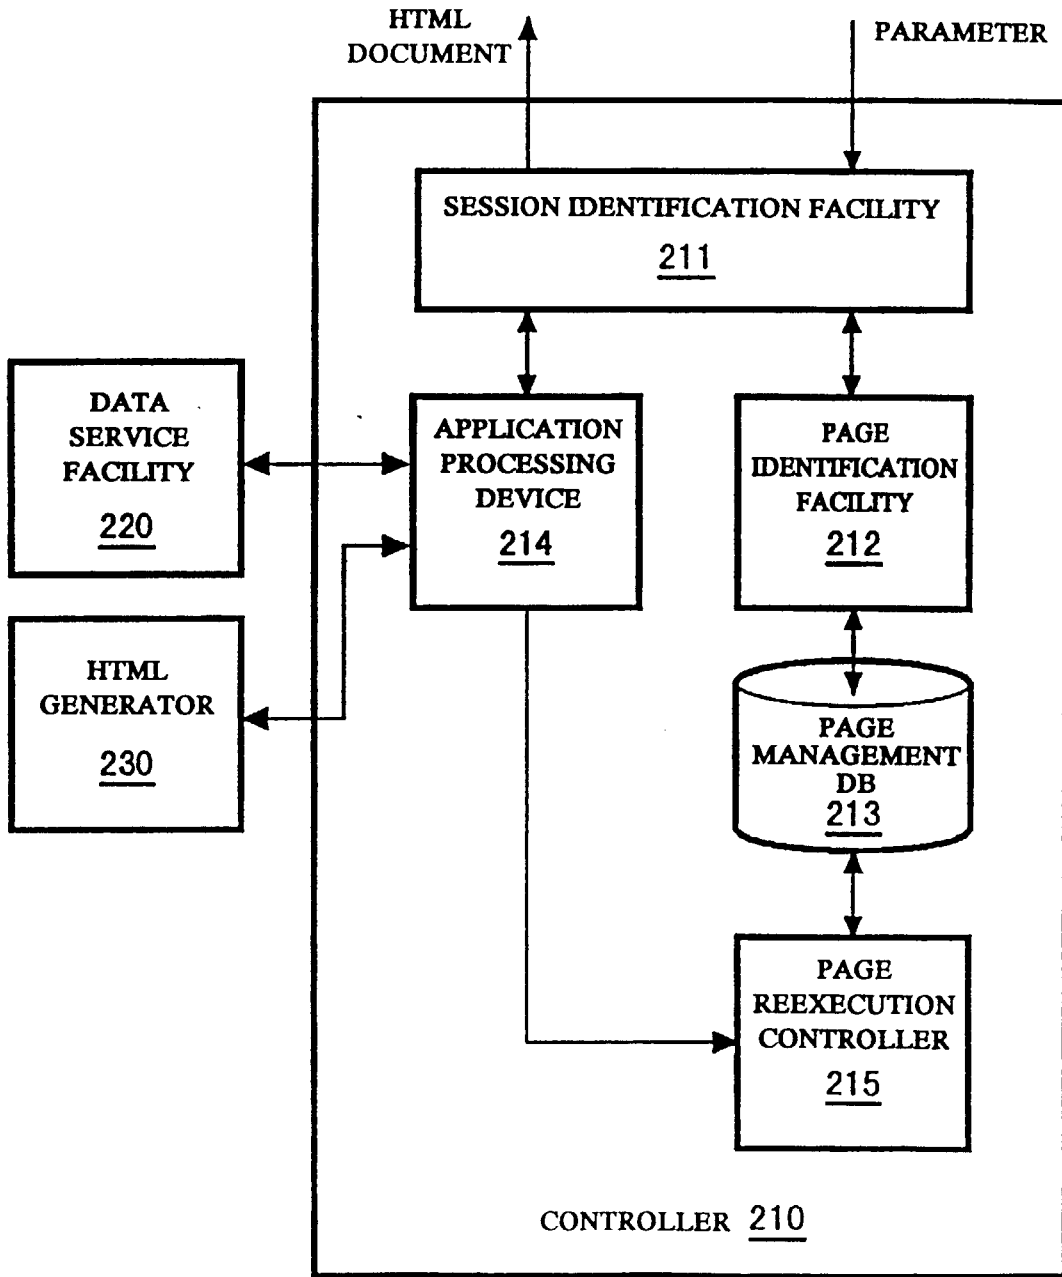 HTML
DOCUMENT
PARAMETER
SESSION IDENTIFICATION FACILITY
211
DATA
SERVICE
FACILITY
220
APPLICATION
PROCESSING
DEVICE
214
PAGE
IDENTIFICATION
FACILITY
212
HTML
GENERATOR
230
PAGE
MANAGEMENT
DB
213
PAGE
REEXECUTION
CONTROLLER
215
CONTROLLER 210